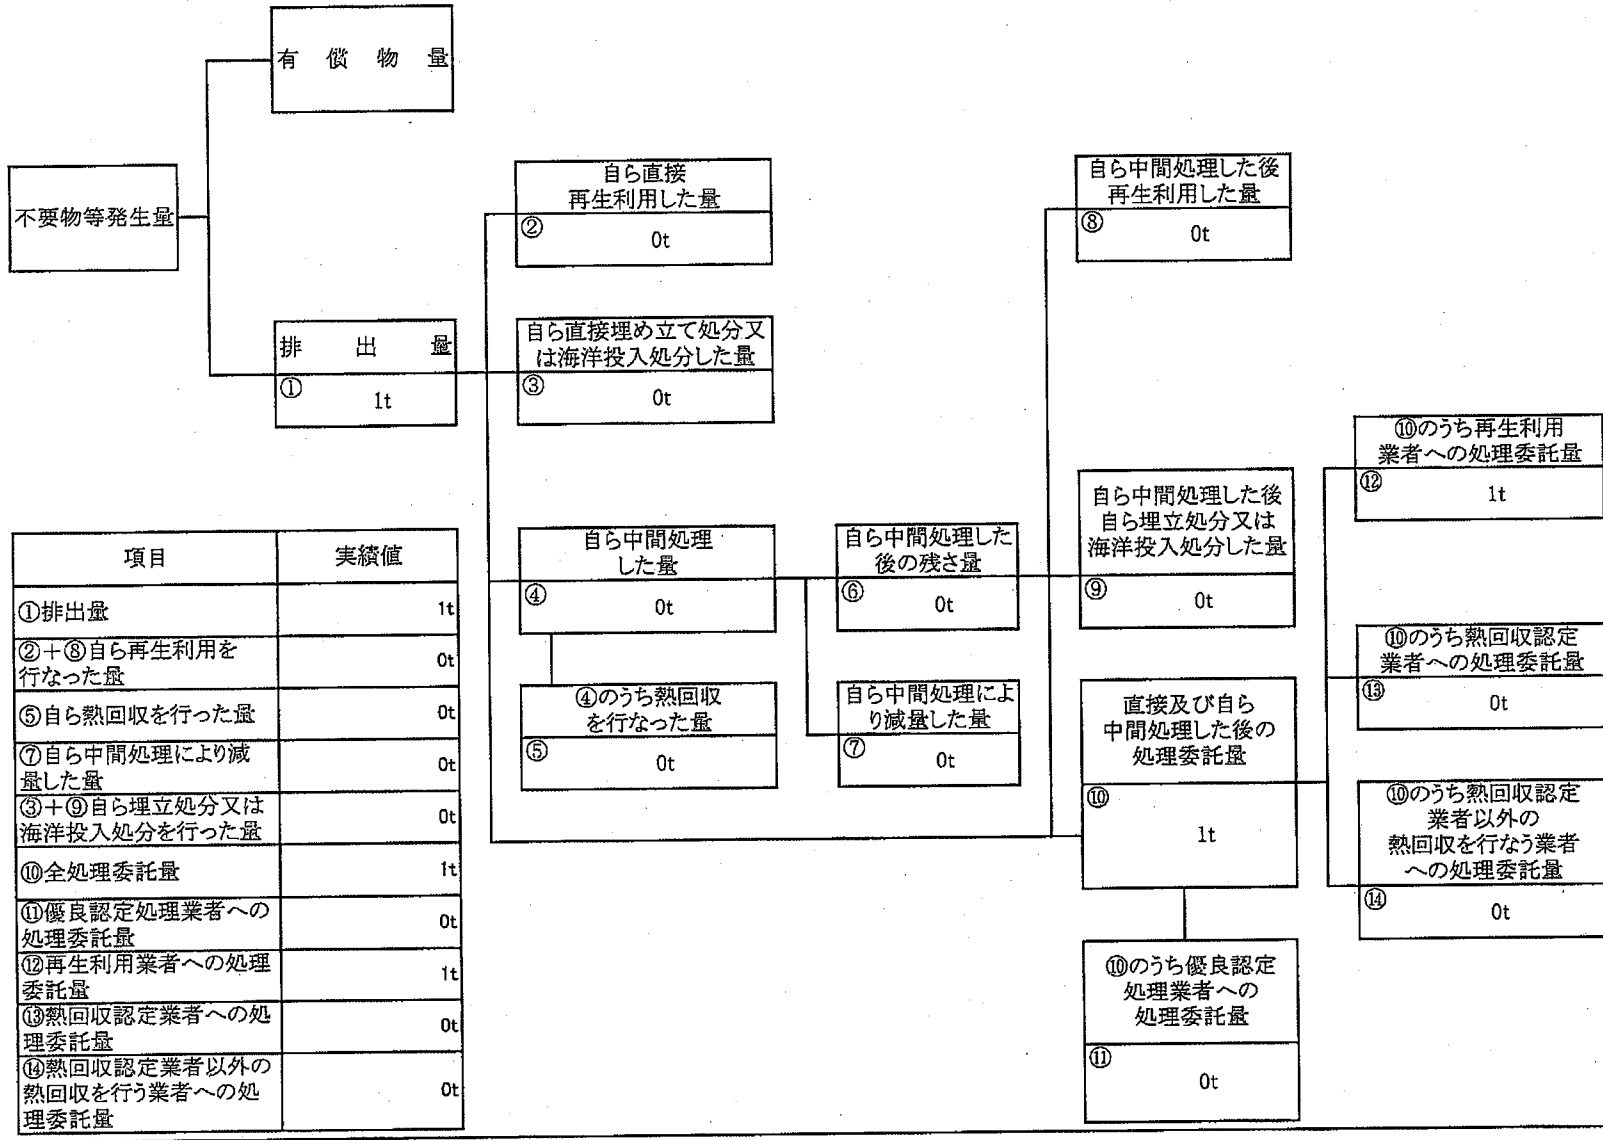 有償物量
不要物等発生量
排出量
①
1t
自ら直接
再生利用した量
②
0t
自ら直接埋め立て処分又
は海洋投入処分した量
③
0t
自ら中間処理
した量
④
0t
④のうち熱回収
を行なった量
⑤
0t
自ら中間処理した
後の残さ量
⑥
0t
自ら中間処理によ
り減量した量
⑦
0t
自ら中間処理した後
再生利用した量
⑧
0t
自ら中間処理した後
自ら埋立処分又は
海洋投入処分した量
⑨
0t
直接及び自ら
中間処理した後の
処理委託量
⑩
1t
⑩のうち優良認定
処理業者への
処理委託量
⑪
0t
⑩のうち再生利用
業者への処理委託量
⑫
1t
⑩のうち熱回収認定
業者への処理委託量
⑬
0t
⑩のうち熱回収認定
業者以外の
熱回収を行なう業者
への処理委託量
⑭
0t
項目 実績値
①排出量 1t
②+⑧自ら再生利用を
行なった量 0t
⑤自ら熱回収を行った量 0t
⑦自ら中間処理により減
量した量 0t
③+⑨自ら埋立処分又は
海洋投入処分を行った量 0t
⑩全処理委託量 1t
⑪優良認定処理業者への
処理委託量 0t
⑫再生利用業者への処理
委託量 1t
⑬熱回収認定業者への処
理委託量 0t
⑭熱回収認定業者以外の
熱回収を行う業者への処
理委託量 0t